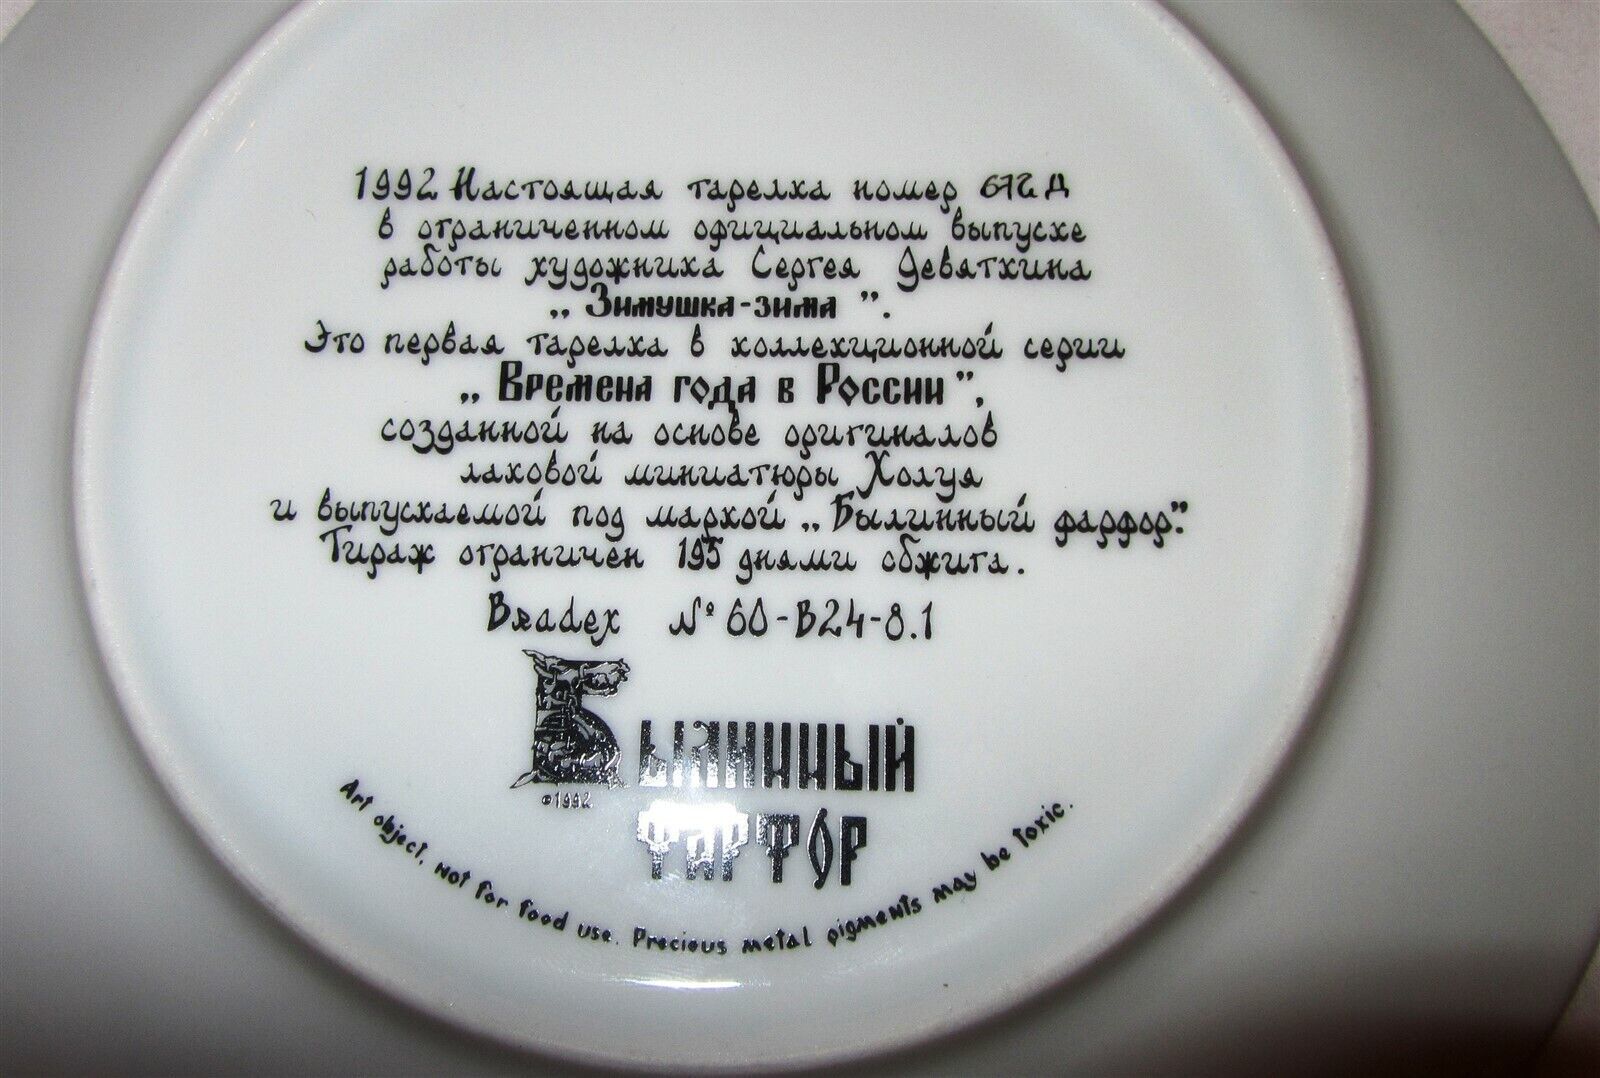 1992 Настоящая тарелка номер 672 Д
в ограниченном официальном выпуске
работы художника Сергея Девяткина
„ Зимушка-зима ”.
Это первая тарелка в коллекционной серии
„ Времена года в России ”,
созданной на основе оригиналов
лаковой миниатюры Холуя
и выпускаемой под маркой „ Былинный фарфор”.
Тираж ограничен 195 днями обжига.
Bradex № 60-B24-8.1
Былинный
©1992
фарфор
Art object, not for food use. Precious metal pigments may be toxic.